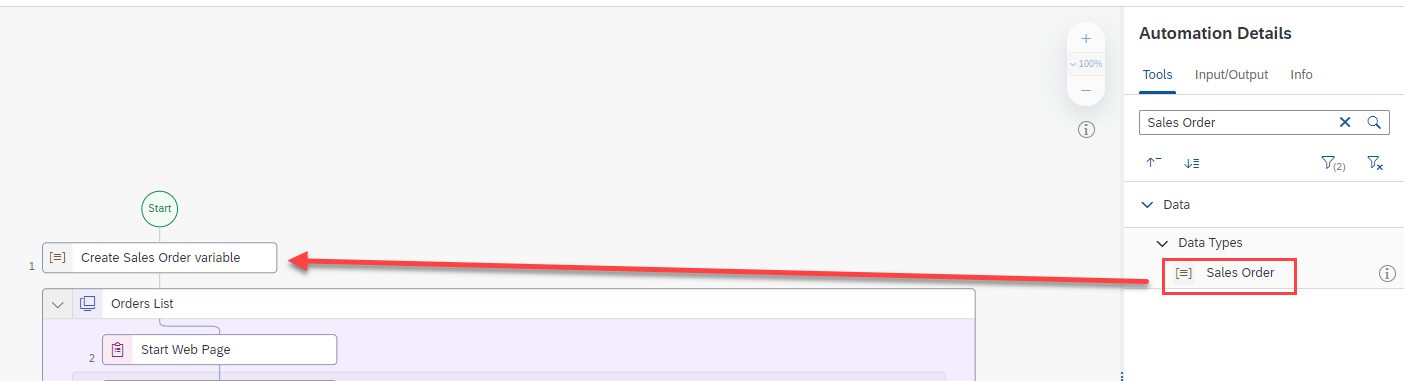 Automation Details
Tools Input/Output Info
100%
Sales Order
(2)
Data
Data Types
Sales Order
Start
1 Create Sales Order variable
Orders List
2 Start Web Page